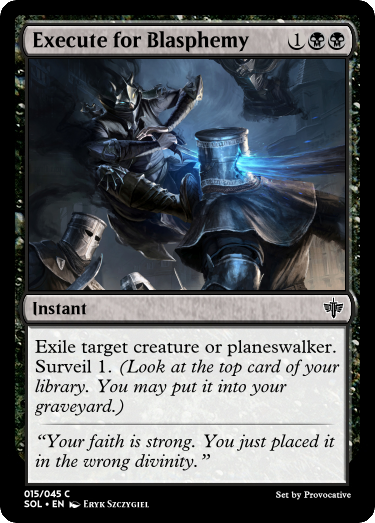 Execute for Blasphemy 1
Instant
Exile target creature or planeswalker.
Surveil 1. (Look at the top card of your
library. You may put it into your
graveyard.)
“Your faith is strong. You just placed it
in the wrong divinity.”
015/045 C
SOL • EN Eryk Szczygiel
Set by Provocative